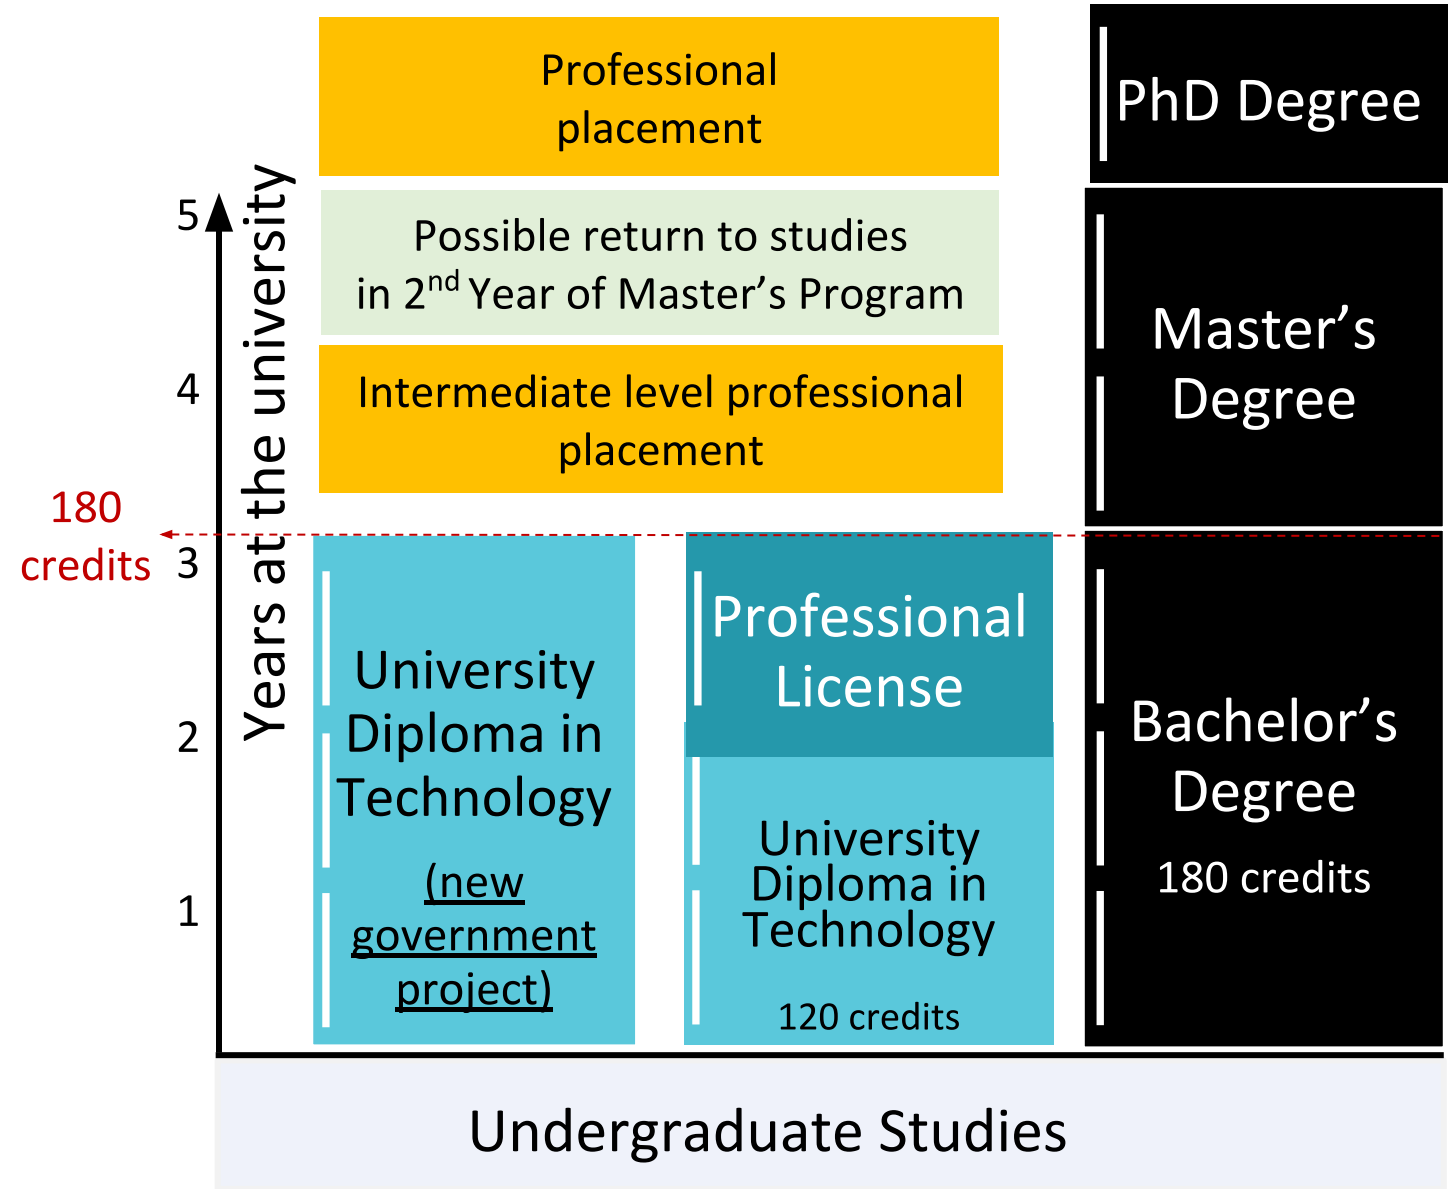 Professional
placement
PhD Degree
5
Years at the university
Possible return to studies
in 2nd Year of Master’s Program
Master’s
Degree
4
Intermediate level professional
placement
180
credits
3
University
Diploma in
Technology
(new
government
project)
Professional
License
2
University
Diploma in
Technology
120 credits
Bachelor’s
Degree
180 credits
1
Undergraduate Studies